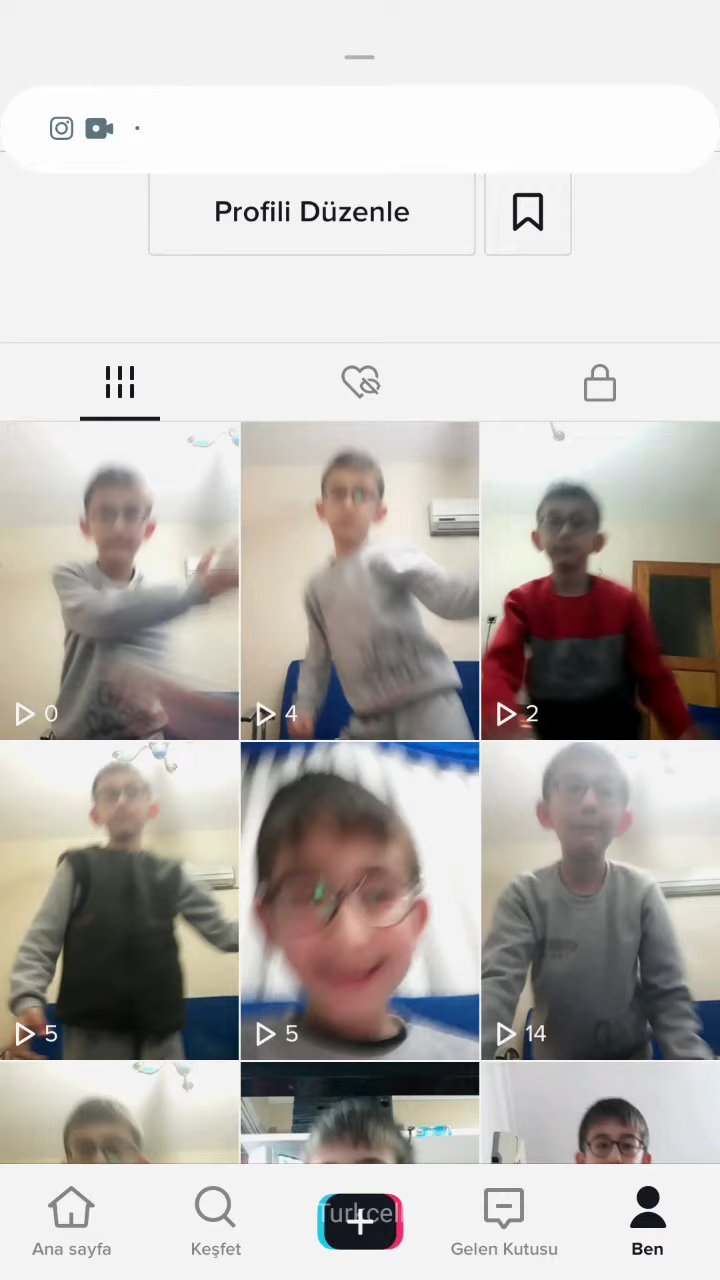 Profili Düzenle
0
4
2
5
5
14
Turkcell
Ana sayfa
Keşfet
Gelen Kutusu
Ben